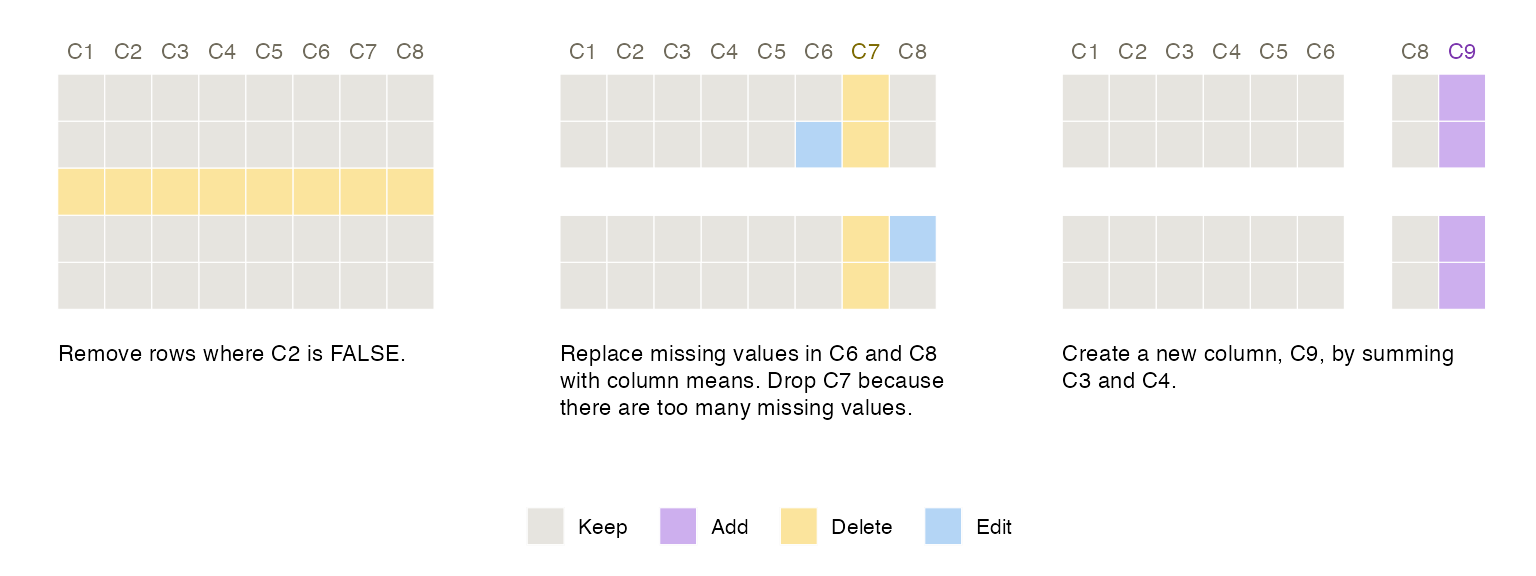 C1 C2 C3 C4 C5 C6 C7 C8
C1 C2 C3 C4 C5 C6 C7 C8
C1 C2 C3 C4 C5 C6 C8 C9
Remove rows where C2 is FALSE.
Replace missing values in C6 and C8
with column means. Drop C7 because
there are too many missing values.
Create a new column, C9, by summing
C3 and C4.
Keep Add Delete Edit